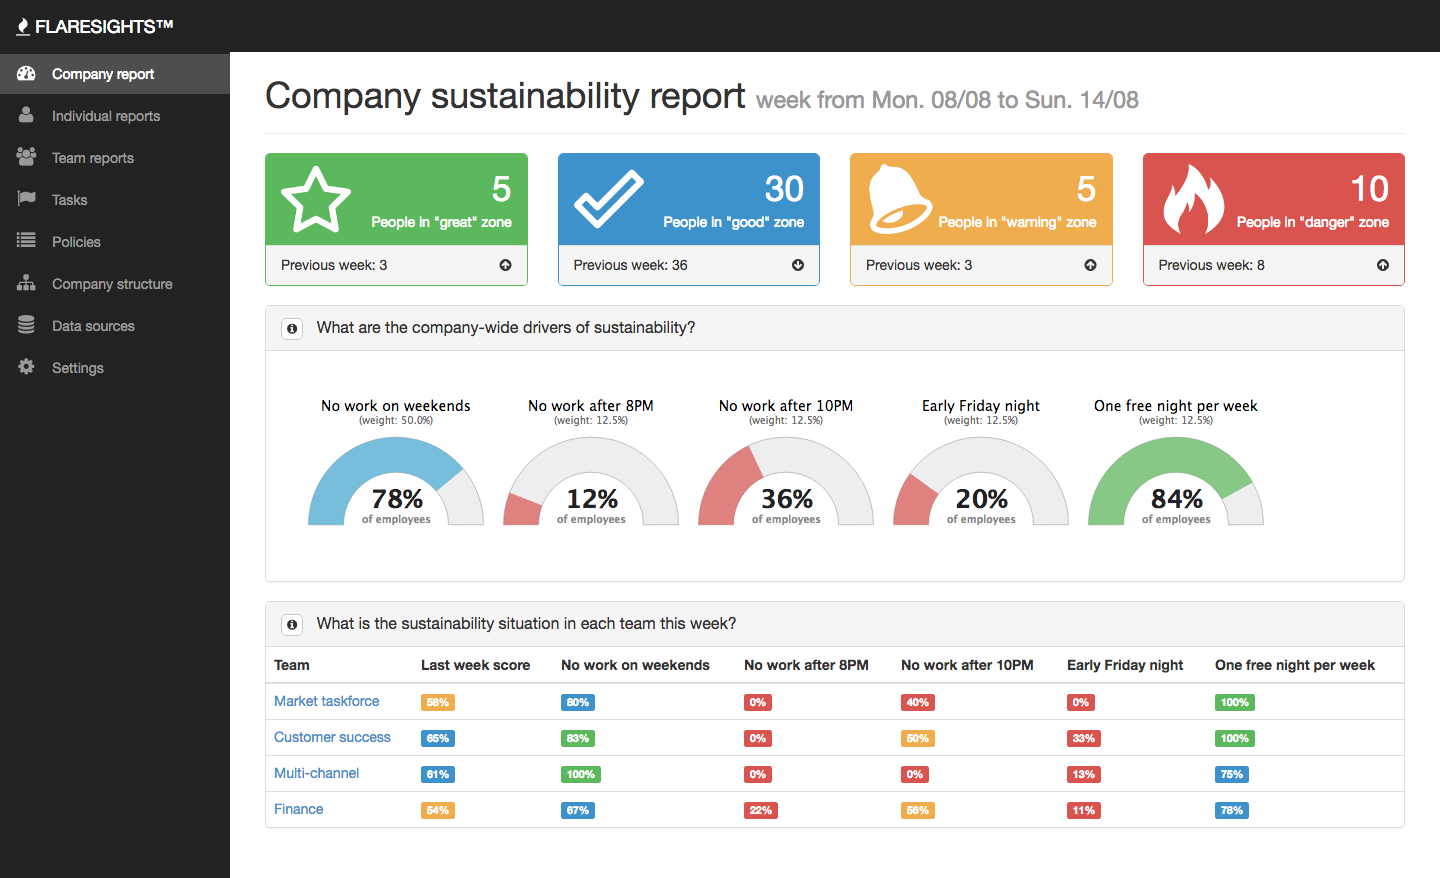 FLARESIGHTS™
Company report
Individual reports
Team reports
Tasks
Policies
Company structure
Data sources
Settings
Company sustainability report week from Mon. 08/08 to Sun. 14/08
5
People in "great" zone
Previous week: 3
30
People in "good" zone
Previous week: 36
5
People in "warning" zone
Previous week: 3
10
People in "danger" zone
Previous week: 8
What are the company-wide drivers of sustainability?
No work on weekends
(weight: 50.0%)
78%
of employees
No work after 8PM
(weight: 12.5%)
12%
of employees
No work after 10PM
(weight: 12.5%)
36%
of employees
Early Friday night
(weight: 12.5%)
20%
of employees
One free night per week
(weight: 12.5%)
84%
of employees
What is the sustainability situation in each team this week?
Team Last week score No work on weekends No work after 8PM No work after 10PM Early Friday night One free night per week
Market taskforce 58% 80% 0% 40% 0% 100%
Customer success 65% 83% 0% 50% 33% 100%
Multi-channel 61% 100% 0% 0% 13% 75%
Finance 54% 67% 22% 56% 11% 78%